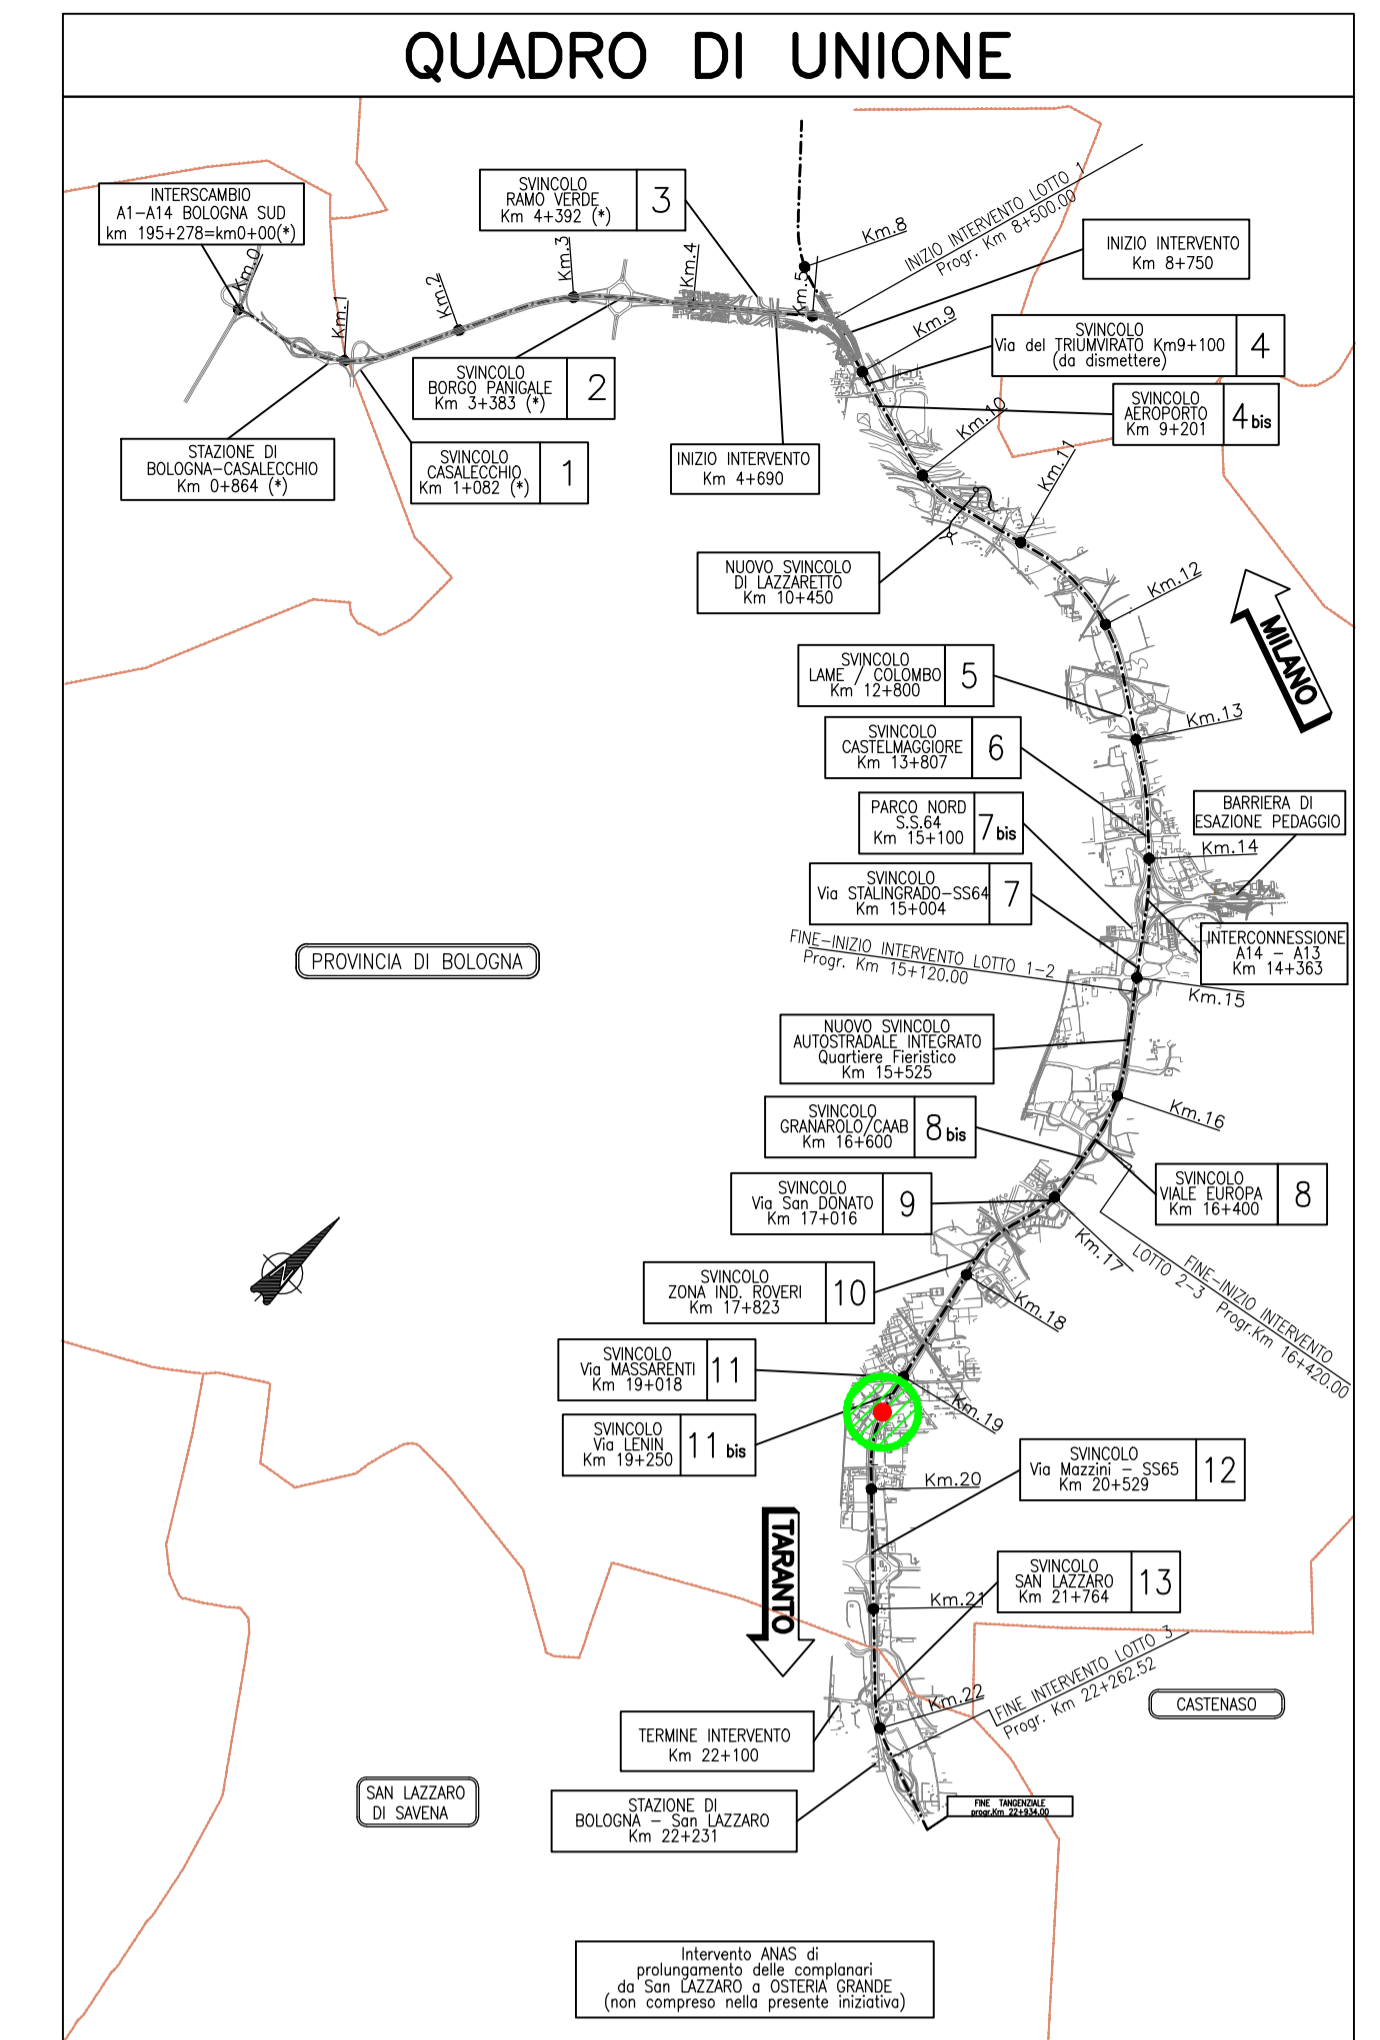 QUADRO DI UNIONE
INTERSCAMBIO
A1-A14 BOLOGNA SUD
km 195+278=km0+00(*)
SVINCOLO
RAMO VERDE
Km 4+392 (*)
3
Km.8
INIZIO INTERVENTO LOTTO 1
Progr. Km 8+500.00
INIZIO INTERVENTO
Km 8+750
Km.0
Km.1
Km.2
Km.3
Km.4
Km.5
Km.9
SVINCOLO
Via del TRIUMVIRATO Km9+100
(da dismettere)
4
SVINCOLO
BORGO PANIGALE
Km 3+383 (*)
2
SVINCOLO
AEROPORTO
Km 9+201
4 bis
Km.10
STAZIONE DI
BOLOGNA-CASALECCHIO
Km 0+864 (*)
SVINCOLO
CASALECCHIO
Km 1+082 (*)
1
INIZIO INTERVENTO
Km 4+690
Km.11
NUOVO SVINCOLO
DI LAZZARETTO
Km 10+450
Km.12
MILANO
SVINCOLO
LAME / COLOMBO
Km 12+800
5
Km.13
SVINCOLO
CASTELMAGGIORE
Km 13+807
6
PARCO NORD
S.S.64
Km 15+100
7 bis
BARRIERA DI
ESAZIONE PEDAGGIO
Km.14
SVINCOLO
Via STALINGRADO-SS64
Km 15+004
7
INTERCONNESSIONE
A14 - A13
Km 14+363
FINE-INIZIO INTERVENTO LOTTO 1-2
Progr. Km 15+120.00
PROVINCIA DI BOLOGNA
Km.15
NUOVO SVINCOLO
AUTOSTRADALE INTEGRATO
Quartiere Fieristico
Km 15+525
Km.16
SVINCOLO
GRANAROLO/CAAB
Km 16+600
8 bis
SVINCOLO
VIALE EUROPA
Km 16+400
8
SVINCOLO
Via San DONATO
Km 17+016
9
Km.17
FINE-INIZIO INTERVENTO
LOTTO 2-3 Progr.Km 16+420.00
N
SVINCOLO
ZONA IND. ROVERI
Km 17+823
10
Km.18
SVINCOLO
Via MASSARENTI
Km 19+018
11
Km.19
SVINCOLO
Via LENIN
Km 19+250
11 bis
SVINCOLO
Via Mazzini - SS65
Km 20+529
12
Km.20
TARANTO
SVINCOLO
SAN LAZZARO
Km 21+764
13
Km.21
FINE INTERVENTO LOTTO 3
Progr. Km 22+262.52
Km.22
CASTENASO
TERMINE INTERVENTO
Km 22+100
SAN LAZZARO
DI SAVENA
STAZIONE DI
BOLOGNA - San LAZZARO
Km 22+231
FINE TANGENZIALE
progr.Km 22+934.00
Intervento ANAS di
prolungamento delle complanari
da San LAZZARO a OSTERIA GRANDE
(non compreso nella presente iniziativa)